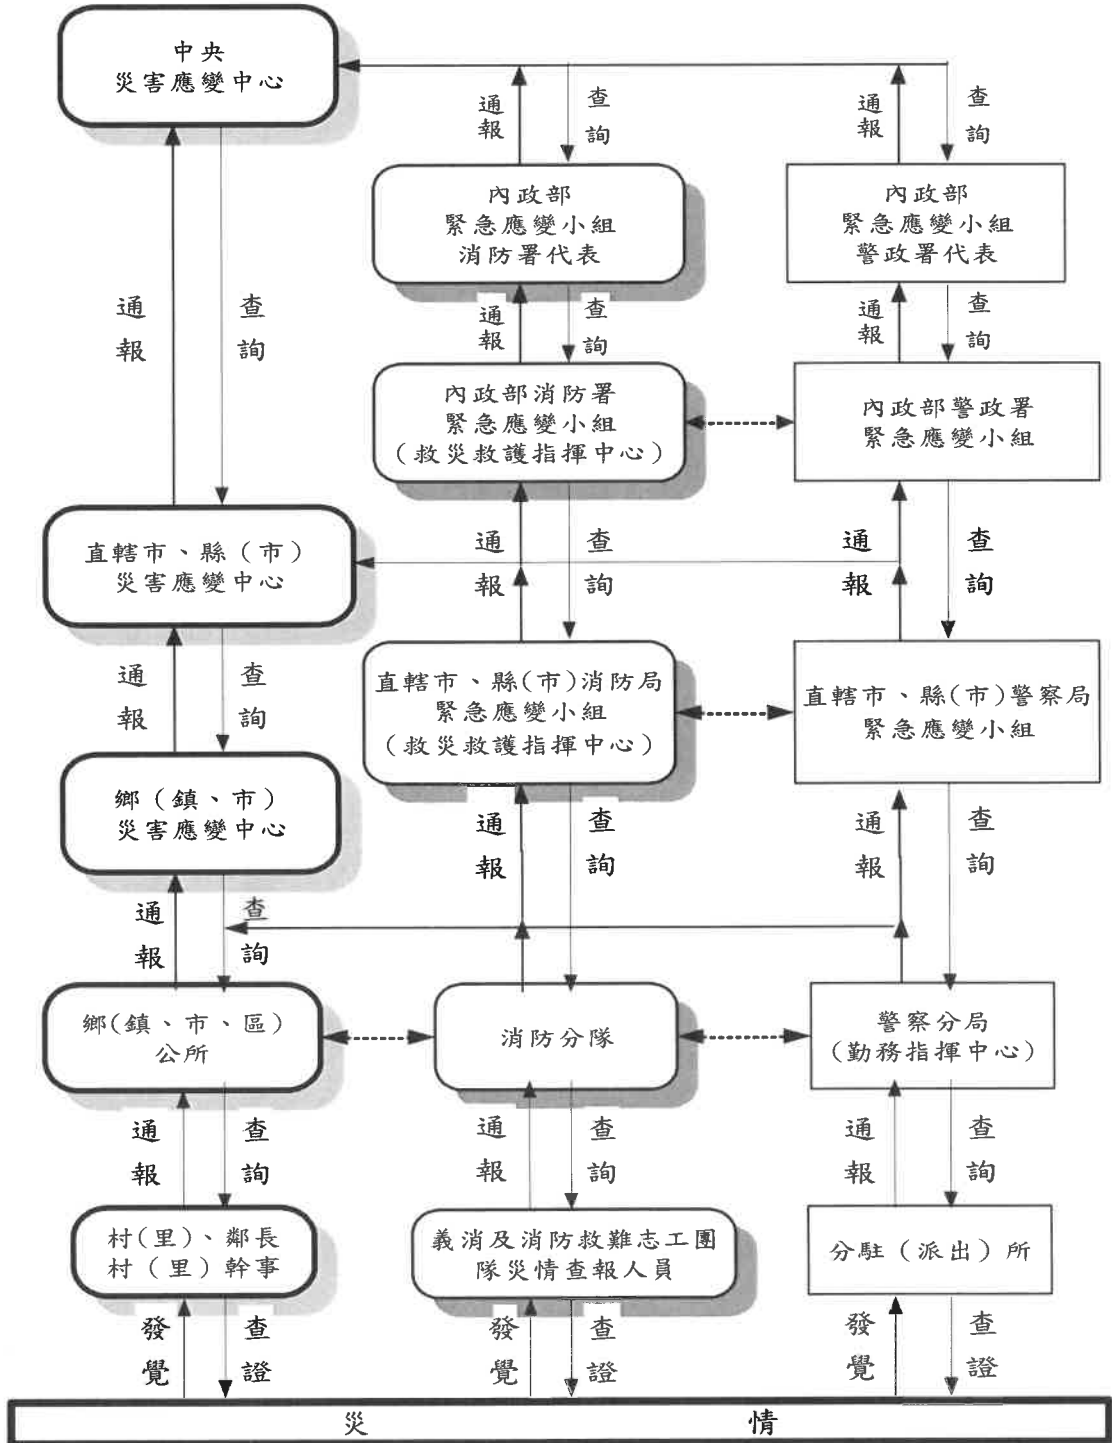 中央
災害應變中心
通報
查詢
通報
查詢
內政部
緊急應變小組
消防署代表
內政部
緊急應變小組
警政署代表
通報
查詢
通報
查詢
通報
查詢
內政部消防署
緊急應變小組
(救災救護指揮中心)
內政部警政署
緊急應變小組
直轄市、縣(市)
災害應變中心
通報
查詢
通報
查詢
通報
查詢
直轄市、縣(市)消防局
緊急應變小組
(救災救護指揮中心)
直轄市、縣(市)警察局
緊急應變小組
鄉(鎮、市)
災害應變中心
通報
查詢
通報
查詢
通報
查詢
鄉(鎮、市、區)
公所
消防分隊
警察分局
(勤務指揮中心)
通報
查詢
通報
查詢
通報
查詢
村(里)、鄰長
村(里)幹事
義消及消防救難志工團
隊災情查報人員
分駐(派出)所
發覺
查證
發覺
查證
發覺
查證
災情